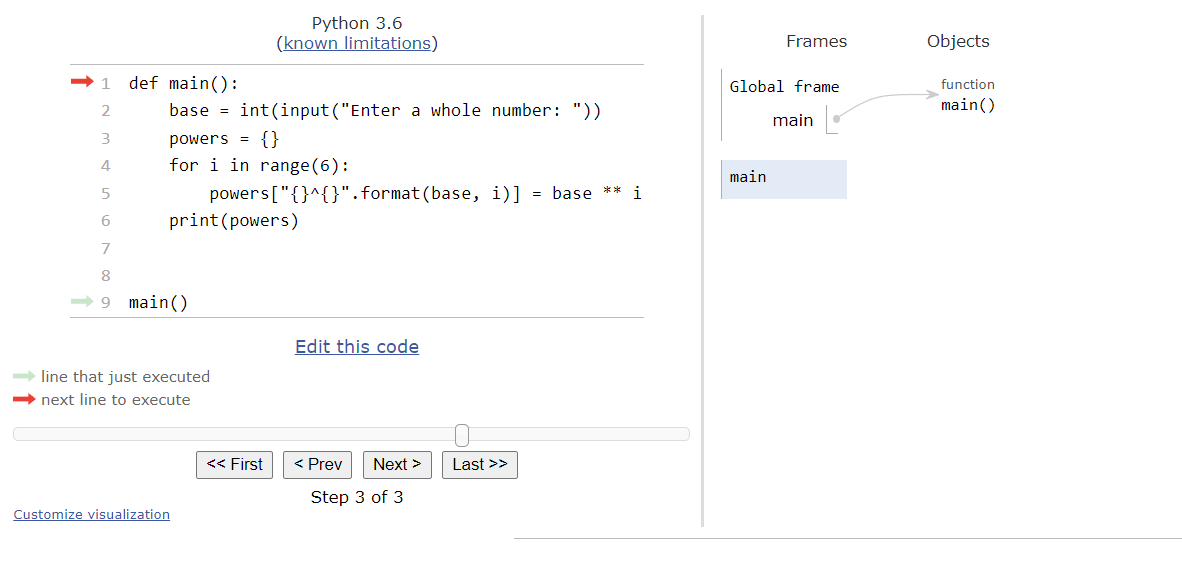 Python 3.6
(known limitations)
1 def main():
2     base = int(input("Enter a whole number: "))
3     powers = {}
4     for i in range(6):
5         powers["{}^{}".format(base, i)] = base ** i
6     print(powers)
7
8
9 main()
Edit this code
line that just executed
next line to execute
<< First < Prev Next > Last >>
Step 3 of 3
Customize visualization
Frames Objects
Global frame
main
function
main()
main